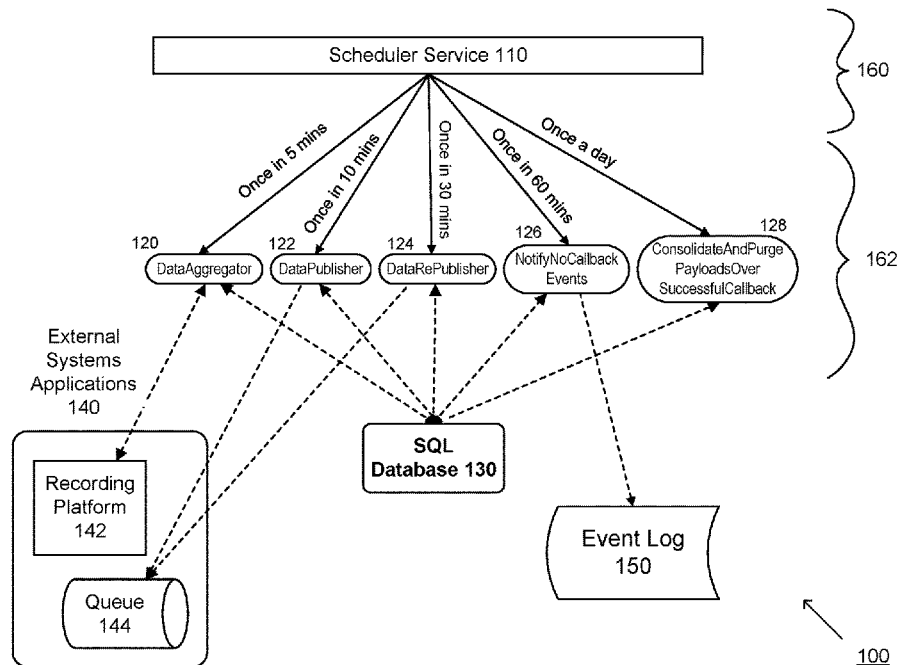 Scheduler Service 110
160
Once in 5 mins
Once in 10 mins
Once in 30 mins
Once in 60 mins
Once a day
120
122
124
126
128
162
DataAggregator
DataPublisher
DataRePublisher
NotifyNoCallback
Events
ConsolidateAndPurge
PayloadsOver
SuccessfulCallback
External
Systems
Applications
140
SQL
Database 130
Recording
Platform
142
Queue
144
Event Log
150
100